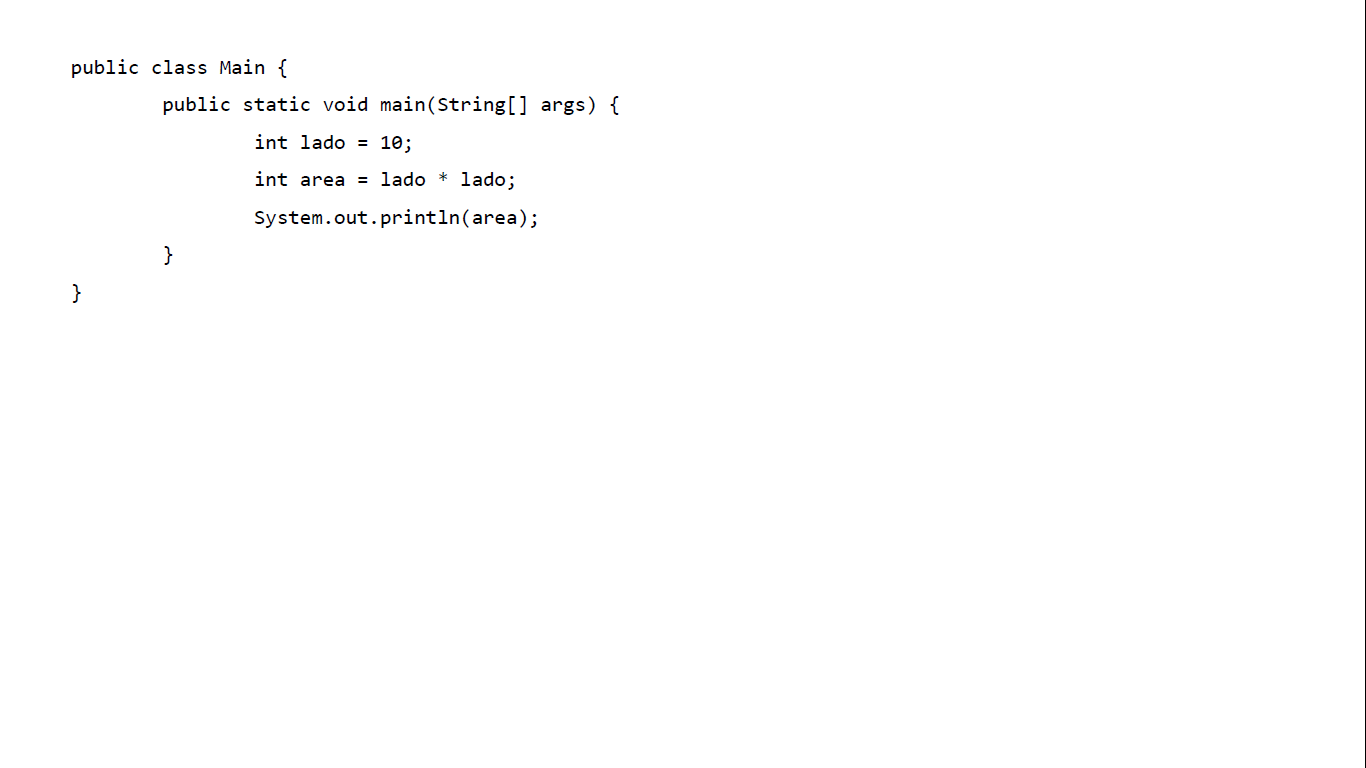 public class Main {
public static void main(String[] args) {
int lado = 10;
int area = lado * lado;
System.out.println(area);
}
}